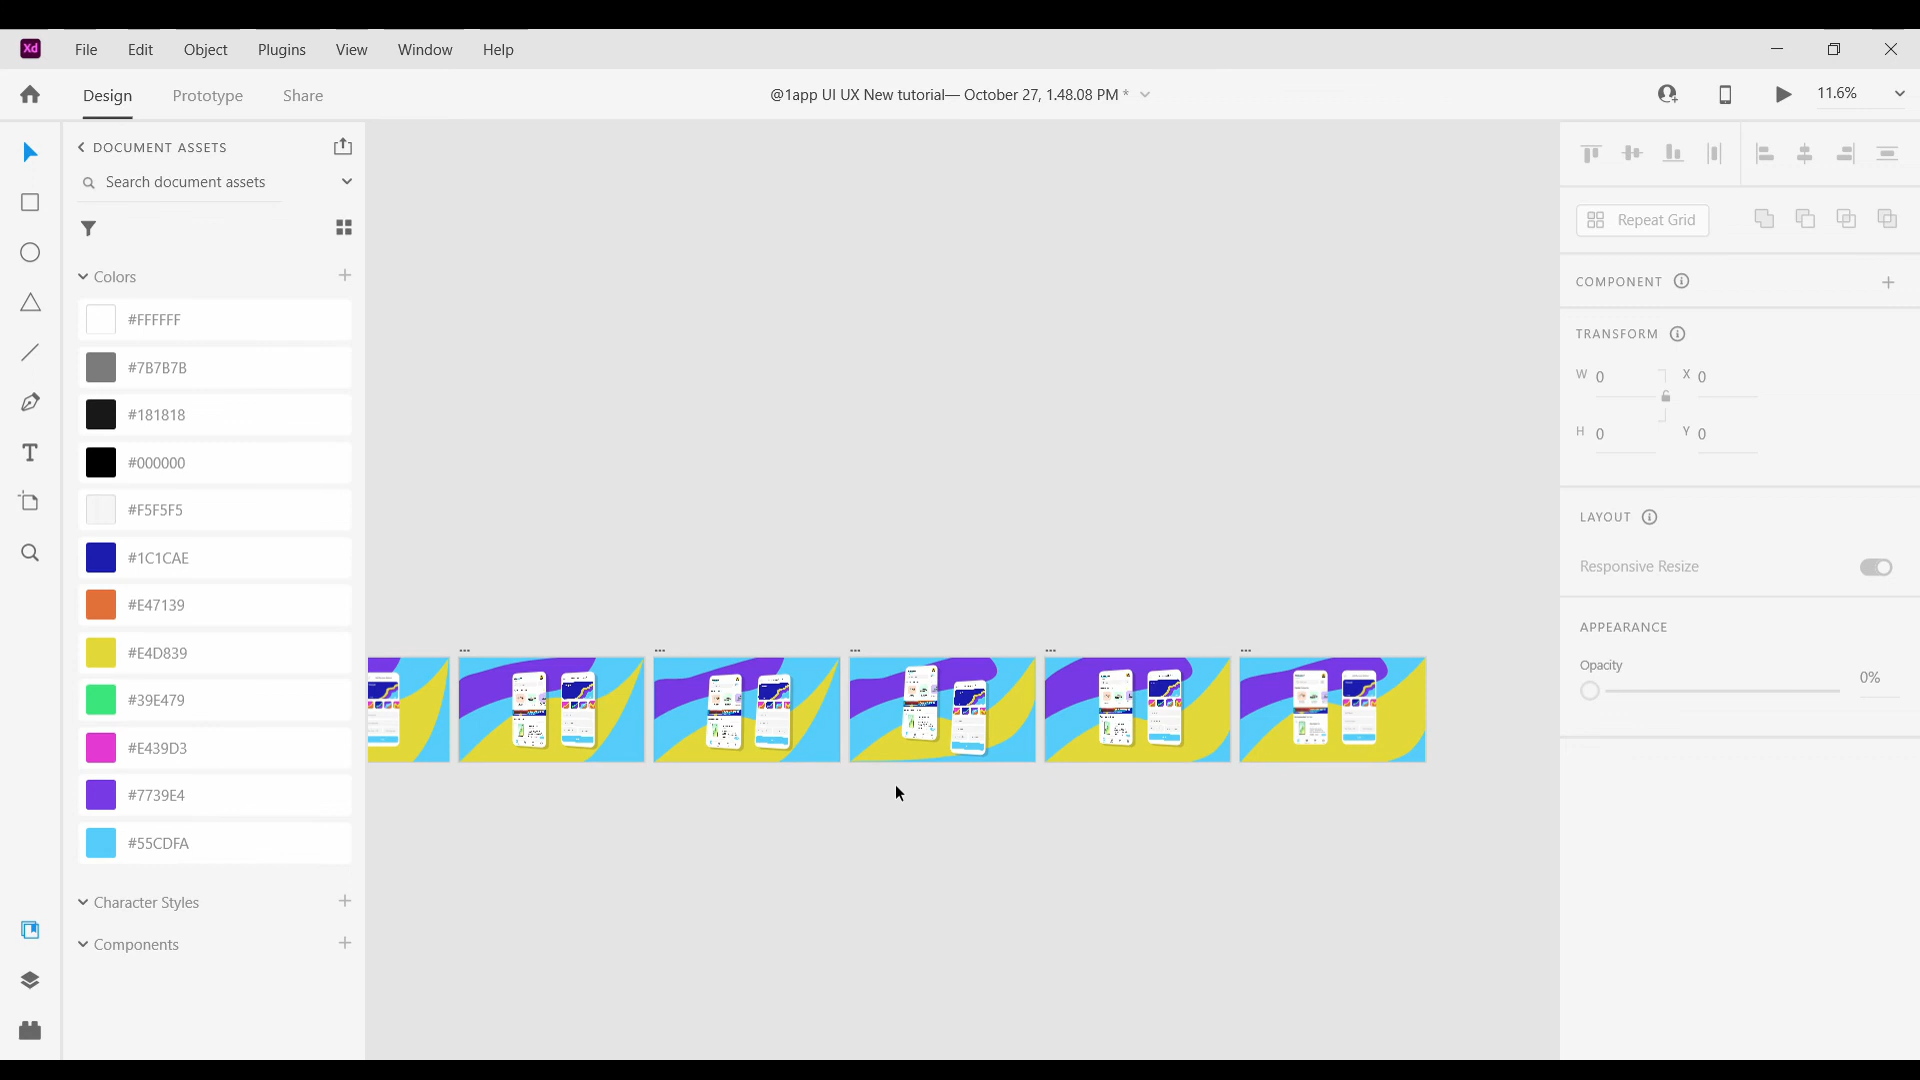 Xd File Edit Object Plugins View Window Help
Design Prototype Share @1app UI UX New tutorial— October 27, 1.48.08 PM * 11.6%
DOCUMENT ASSETS
Search document assets
Colors
#FFFFFF
#7B7B7B
#181818
#000000
#F5F5F5
#1C1CAE
#E47139
#E4D839
#39E479
#E439D3
#7739E4
#55CDFA
Character Styles
Components
...
...
...
...
...
Repeat Grid
COMPONENT
TRANSFORM
W 0 X 0
H 0 Y 0
LAYOUT
Responsive Resize
APPEARANCE
Opacity
0%